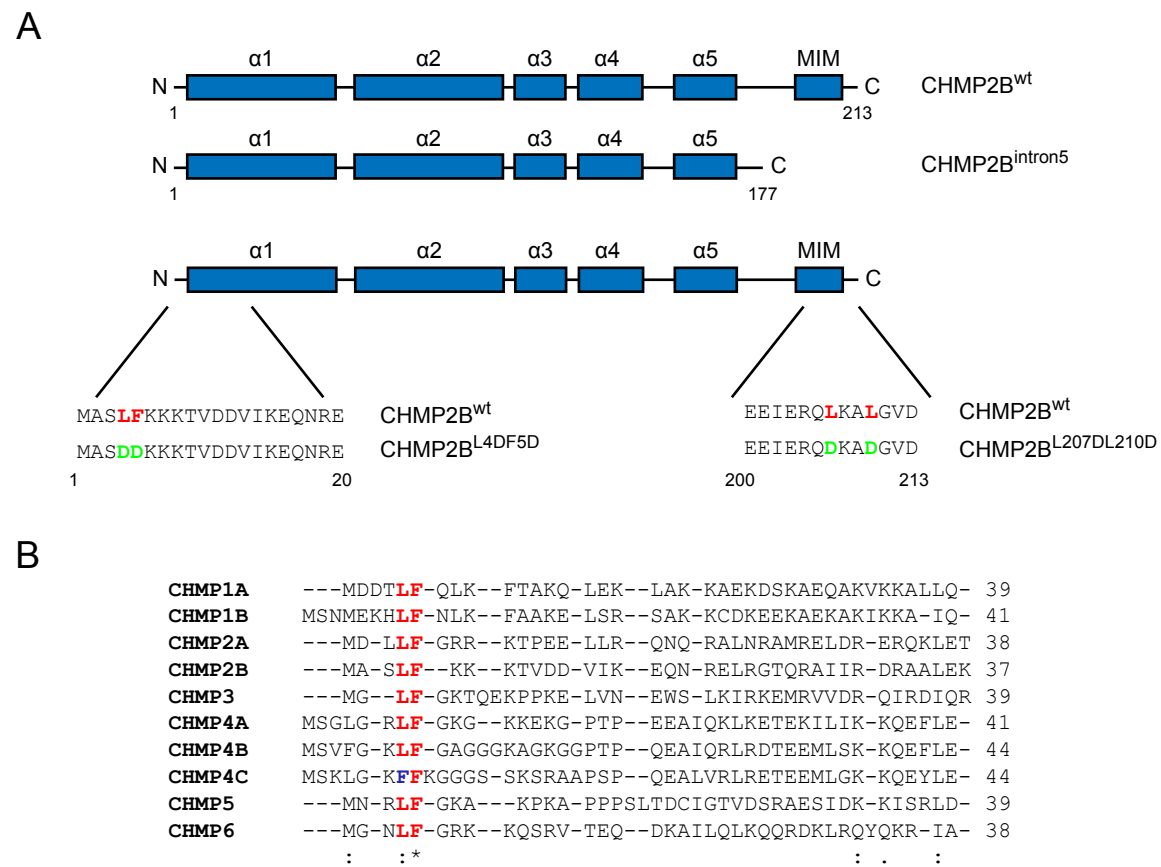 A
α1 α2 α3 α4 α5 MIM
N C CHMP2Bwt
1 213
α1 α2 α3 α4 α5
N C CHMP2Bintron5
1 177
α1 α2 α3 α4 α5 MIM
N C
MASLFKKKTVDDVIKEQNRE CHMP2Bwt EEIERQLKALGVD CHMP2Bwt
MASDDKKKTVDDVIKEQNRE CHMP2BL4DF5D EEIERQDKADGVD CHMP2BL207DL210D
1 20 200 213
B
CHMP1A ---MDDTLF-QLK--FTAKQ-LEK--LAK-KAEKDSKAEQAKVKKALLQ- 39
CHMP1B MSNMEKHLF-NLK--FAAKE-LSR--SAK-KCDKEEKAEKAKIKKA-IQ- 41
CHMP2A ---MD-LLF-GRR--KTPEE-LLR--QNQ-RALNRAMRELDR-ERQKLET 38
CHMP2B ---MA-SLF--KK--KTVDD-VIK--EQN-RELRGTQRAIIR-DRAALEK 37
CHMP3 ---MG--LF-GKTQEKPPKE-LVN--EWS-LKIRKEMRVVDR-QIRDIQR 39
CHMP4A MSGLG-RLF-GKG--KKEKG-PTP--EEAIQKLKETEKILIK-KQEFLE- 41
CHMP4B MSVFG-KLF-GAGGGKAGKGGPTP--QEAIQRLRDTEEMLSK-KQEFLE- 44
CHMP4C MSKLG-KFFKGGGS-SKSRAAPSP--QEALVRLRETEEMLGK-KQEYLE- 44
CHMP5 ---MN-RLF-GKA---KPKA-PPPSLTDCIGTVDSRAESIDK-KISRLD- 39
CHMP6 ---MG-NLF-GRK--KQSRV-TEQ--DKAILQLKQQRDKLRQYQKR-IA- 38
: :* : . :